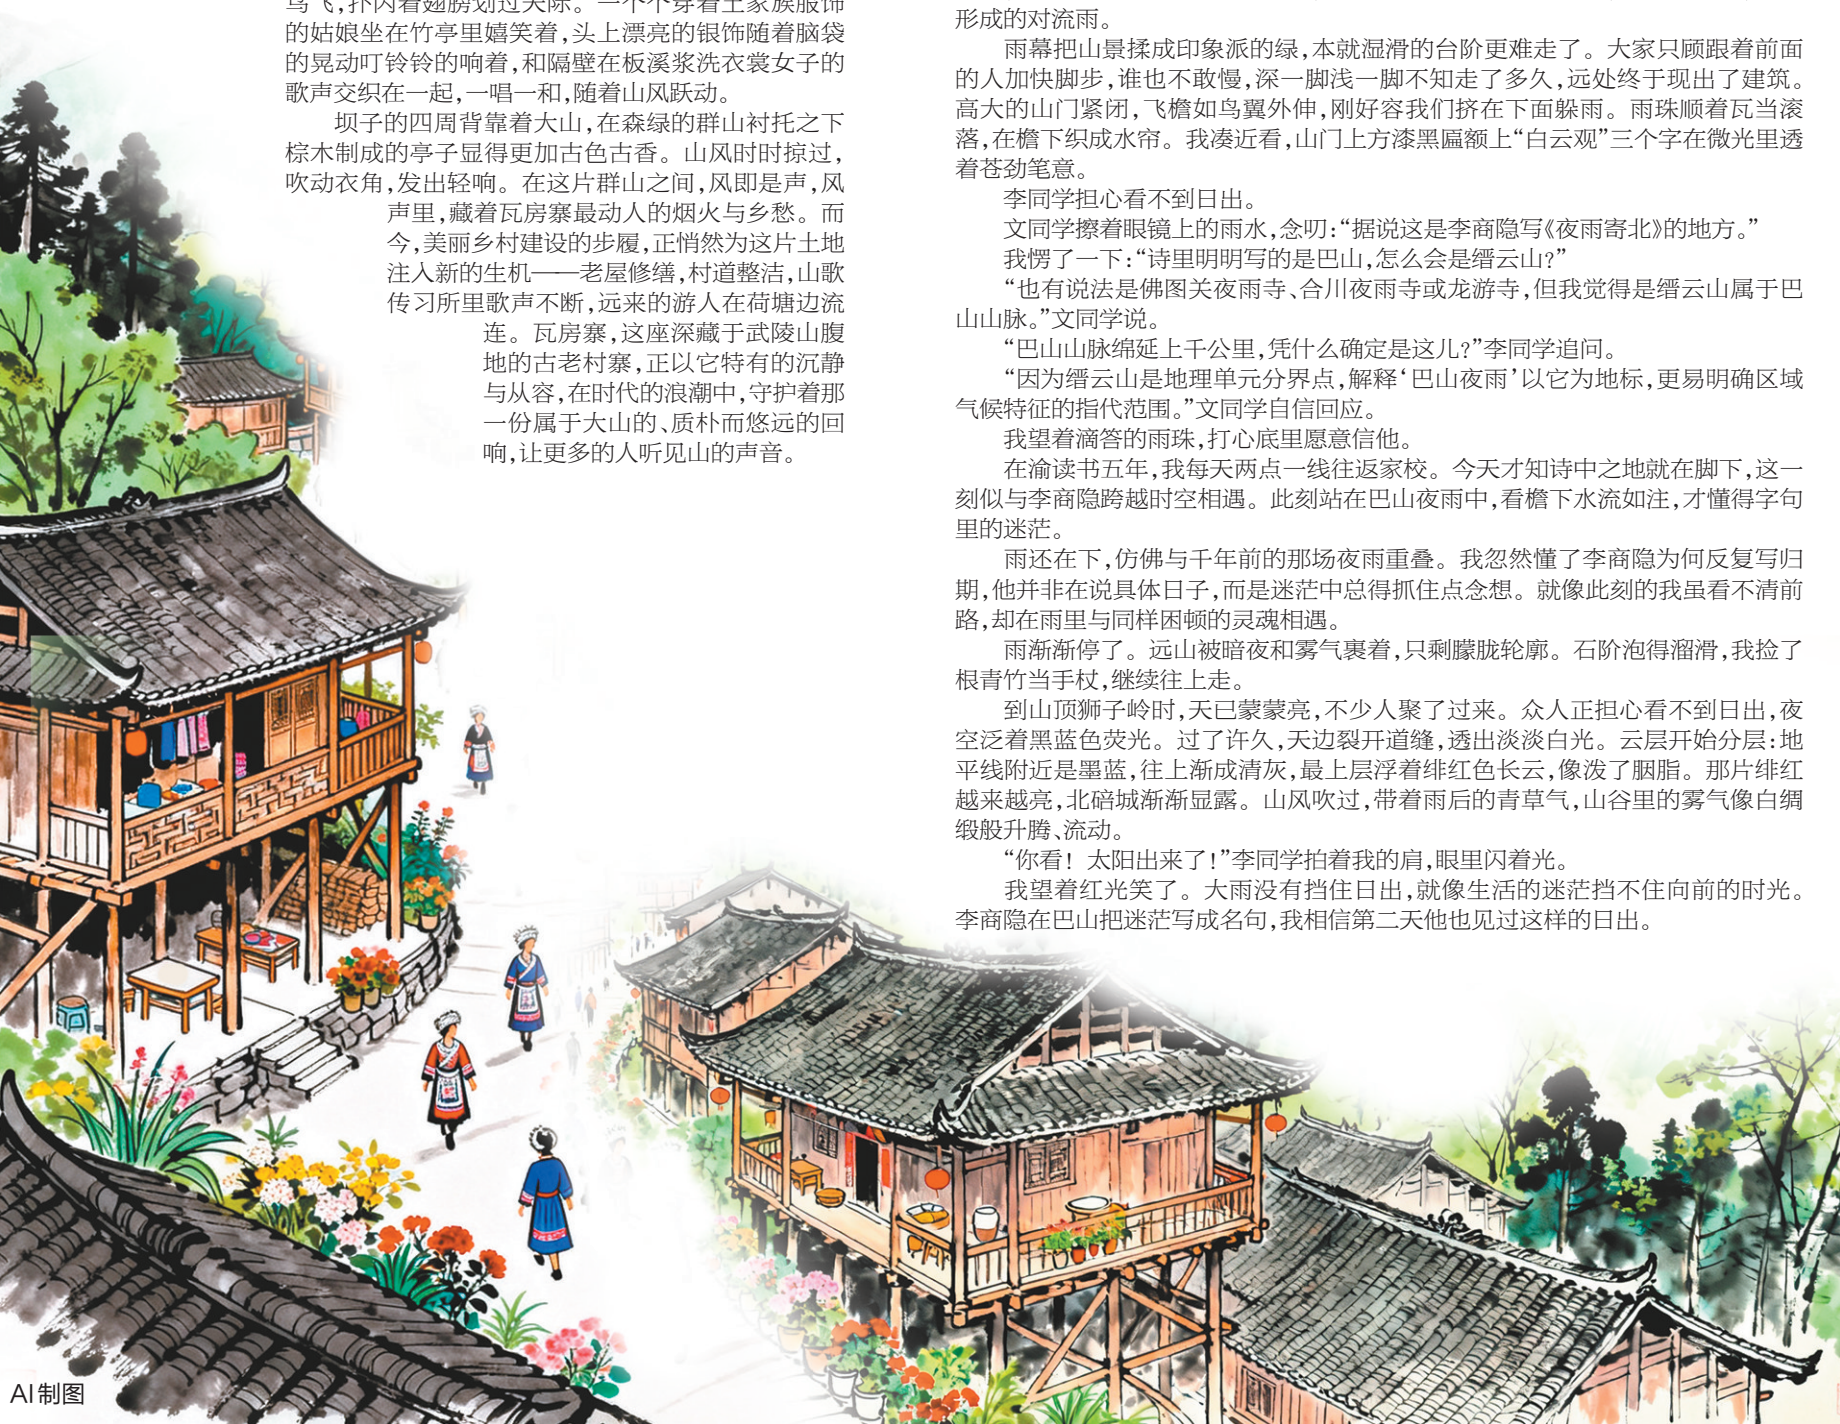 鸟飞,扑闪着翅膀划过天际。一个个穿着土家族服饰
的姑娘坐在竹亭里嬉笑着,头上漂亮的银饰随着脑袋
的晃动叮铃铃的响着,和隔壁在板溪浆洗衣裳女子的
歌声交织在一起,一唱一和,随着山风跃动。
坝子的四周背靠着大山,在森绿的群山衬托之下
棕木制成的亭子显得更加古色古香。山风时时掠过,
吹动衣角,发出轻响。在这片群山之间,风即是声,风
声里,藏着瓦房寨最动人的烟火与乡愁。而
今,美丽乡村建设的步履,正悄然为这片土地
注入新的生机——老屋修缮,村道整洁,山歌
传习所里歌声不断,远来的游人在荷塘边流
连。瓦房寨,这座深藏于武陵山腹
地的古老村寨,正以它特有的沉静
与从容,在时代的浪潮中,守护着那
一份属于大山的、质朴而悠远的回
响,让更多的人听见山的声音。
形成的对流雨。
雨幕把山景揉成印象派的绿,本就湿滑的台阶更难走了。大家只顾跟着前面
的人加快脚步,谁也不敢慢,深一脚浅一脚不知走了多久,远处终于现出了建筑。
高大的山门紧闭,飞檐如鸟翼外伸,刚好容我们挤在下面躲雨。雨珠顺着瓦当滚
落,在檐下织成水帘。我凑近看,山门上方漆黑匾额上“白云观”三个字在微光里透
着苍劲笔意。
李同学担心看不到日出。
文同学擦着眼镜上的雨水,念叨:“据说这是李商隐写《夜雨寄北》的地方。”
我愣了一下:“诗里明明写的是巴山,怎么会是缙云山?”
“也有说法是佛图关夜雨寺、合川夜雨寺或龙游寺,但我觉得是缙云山属于巴
山山脉。”文同学说。
“巴山山脉绵延上千公里,凭什么确定是这儿?”李同学追问。
“因为缙云山是地理单元分界点,解释‘巴山夜雨’以它为地标,更易明确区域
气候特征的指代范围。”文同学自信回应。
我望着滴答的雨珠,打心底里愿意信他。
在渝读书五年,我每天两点一线往返家校。今天才知诗中之地就在脚下,这一
刻似与李商隐跨越时空相遇。此刻站在巴山夜雨中,看檐下水流如注,才懂得字句
里的迷茫。
雨还在下,仿佛与千年前的那场夜雨重叠。我忽然懂了李商隐为何反复写归
期,他并非在说具体日子,而是迷茫中总得抓住点念想。就像此刻的我虽看不清前
路,却在雨里与同样困顿的灵魂相遇。
雨渐渐停了。远山被暗夜和雾气裹着,只剩朦胧轮廓。石阶泡得溜滑,我捡了
根青竹当手杖,继续往上走。
到山顶狮子岭时,天已蒙蒙亮,不少人聚了过来。众人正担心看不到日出,夜
空泛着黑蓝色荧光。过了许久,天边裂开道缝,透出淡淡白光。云层开始分层:地
平线附近是墨蓝,往上渐成清灰,最上层浮着绯红色长云,像泼了胭脂。那片绯红
越来越亮,北碚城渐渐显露。山风吹过,带着雨后的青草气,山谷里的雾气像白绸
缎般升腾、流动。
“你看！太阳出来了！”李同学拍着我的肩,眼里闪着光。
我望着红光笑了。大雨没有挡住日出,就像生活的迷茫挡不住向前的时光。
李商隐在巴山把迷茫写成名句,我相信第二天他也见过这样的日出。
AI制图